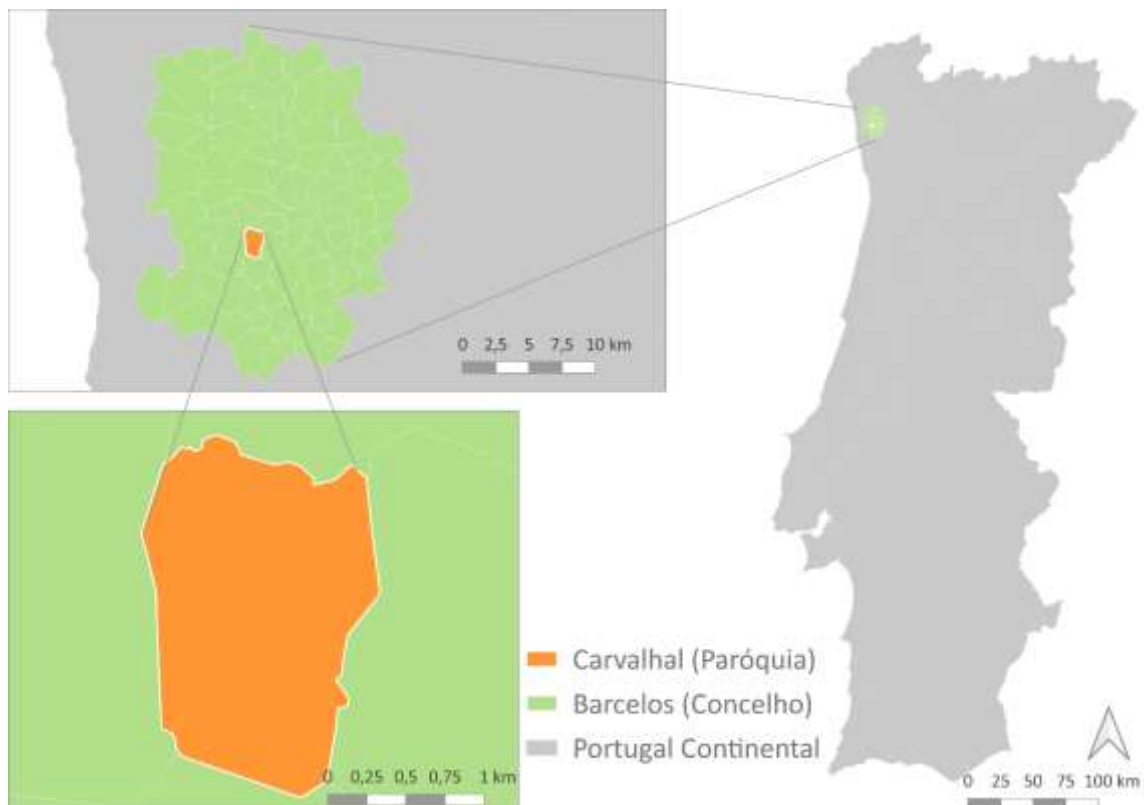 0 2,5 5 7,5 10 km
Carvalhal (Paróquia)
Barcelos (Concelho)
Portugal Continental
0 0,25 0,5 0,75 1 km
0 25 50 75 100 km